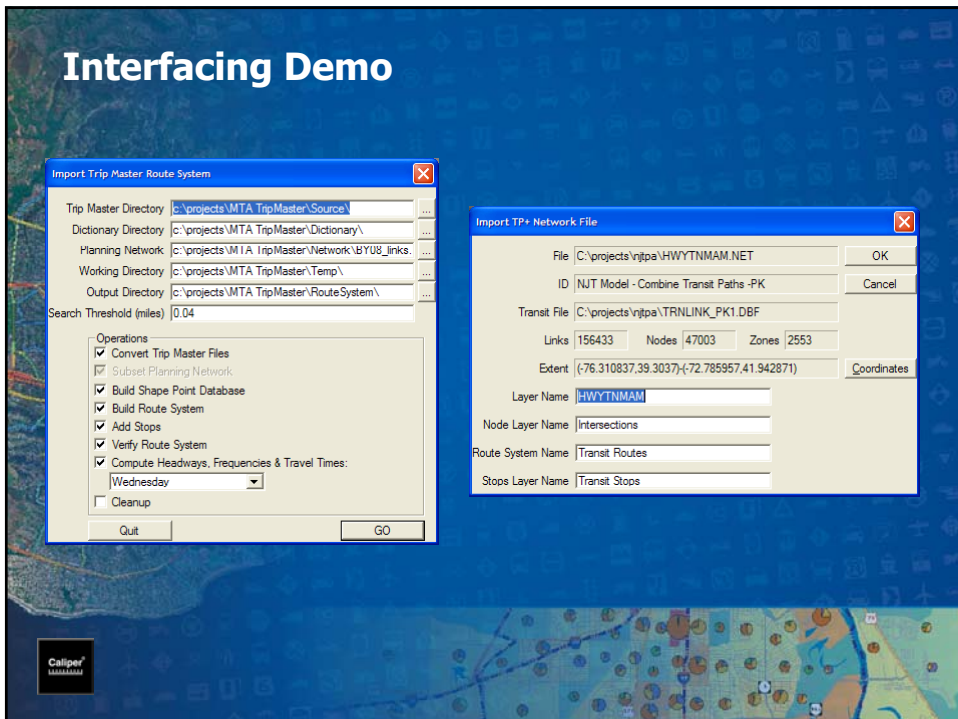 Interfacing Demo
Import Trip Master Route System
Trip Master Directory c:\projects\MTA TripMaster\Source\ ...
Dictionary Directory c:\projects\MTA TripMaster\Dictionary\ ...
Planning Network c:\projects\MTA TripMaster\Network\BY08_links. ...
Working Directory c:\projects\MTA TripMaster\Temp\ ...
Output Directory c:\projects\MTA TripMaster\RouteSystem\ ...
Search Threshold (miles) 0.04
Operations
Convert Trip Master Files
Subset Planning Network
Build Shape Point Database
Build Route System
Add Stops
Verify Route System
Compute Headways, Frequencies & Travel Times:
Wednesday
Cleanup
Quit GO
Import TP+ Network File
File C:\projects\njtpa\HWYTNMAM.NET OK
ID NJT Model - Combine Transit Paths -PK Cancel
Transit File C:\projects\njtpa\TRNLINK_PK1.DBF
Links 156433 Nodes 47003 Zones 2553
Extent (-76.310837,39.3037)-(-72.785957,41.942871) Coordinates
Layer Name HWYTNMAM
Node Layer Name Intersections
Route System Name Transit Routes
Stops Layer Name Transit Stops
Caliper